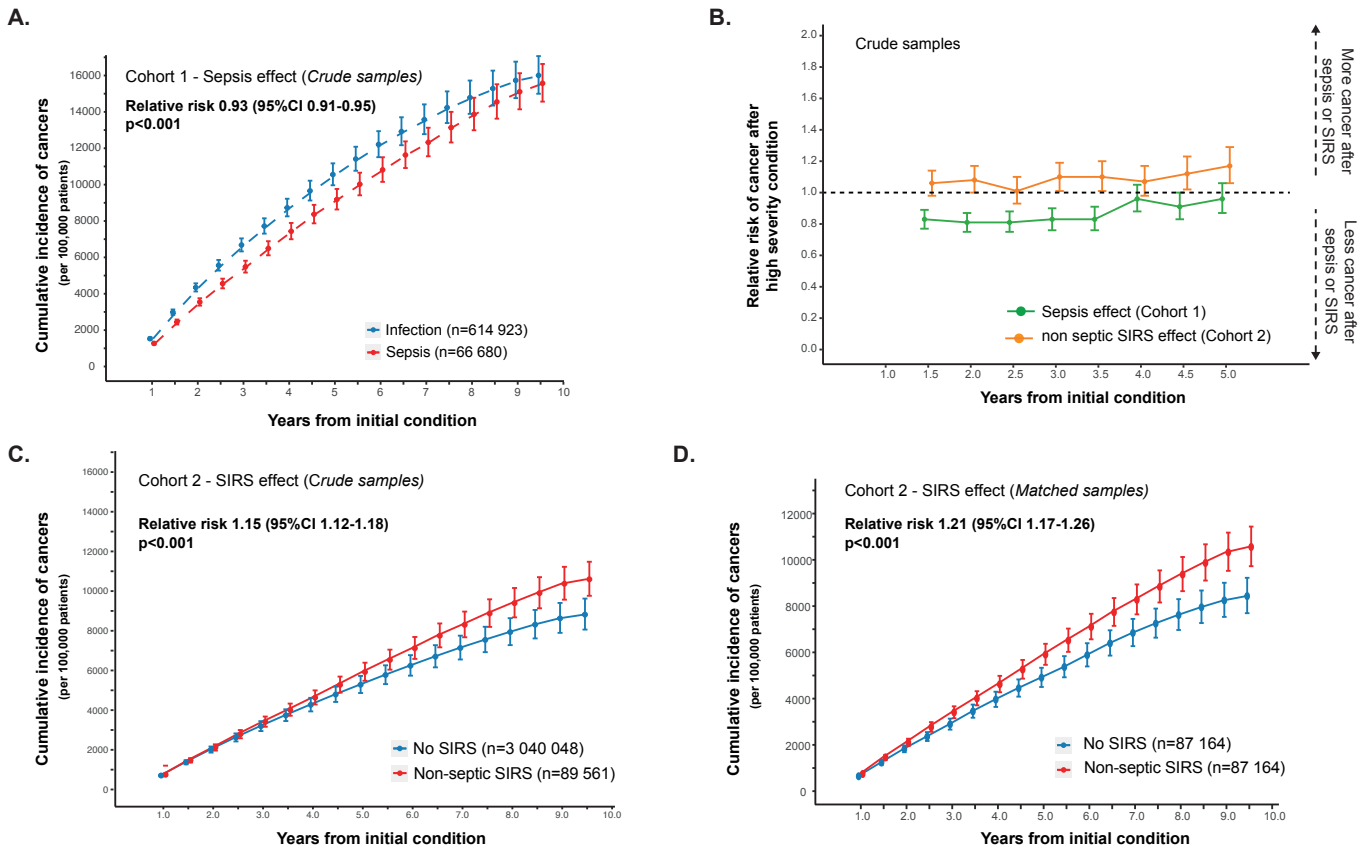 A.
Cohort 1 - Sepsis effect (Crude samples)
Relative risk 0.93 (95%CI 0.91-0.95)
p<0.001
Cumulative incidence of cancers
(per 100,000 patients)
16000
14000
12000
10000
8000
6000
4000
2000
0
Infection (n=614 923)
Sepsis (n=66 680)
1 2 3 4 5 6 7 8 9 10
Years from initial condition
B.
Crude samples
Relative risk of cancer after
high severity condition
2.0
1.8
1.6
1.4
1.2
1.0
0.8
0.6
0.4
0.2
0.0
Sepsis effect (Cohort 1)
non septic SIRS effect (Cohort 2)
1.0 1.5 2.0 2.5 3.0 3.5 4.0 4.5 5.0
Years from initial condition
More cancer after
sepsis or SIRS
Less cancer after
sepsis or SIRS
C.
Cohort 2 - SIRS effect (Crude samples)
Relative risk 1.15 (95%CI 1.12-1.18)
p<0.001
Cumulative incidence of cancers
(per 100,000 patients)
16000
14000
12000
10000
8000
6000
4000
2000
0
No SIRS (n=3 040 048)
Non-septic SIRS (n=89 561)
1.0 2.0 3.0 4.0 5.0 6.0 7.0 8.0 9.0 10.0
Years from initial condition
D.
Cohort 2 - SIRS effect (Matched samples)
Relative risk 1.21 (95%CI 1.17-1.26)
p<0.001
Cumulative incidence of cancers
(per 100,000 patients)
12000
10000
8000
6000
4000
2000
0
No SIRS (n=87 164)
Non-septic SIRS (n=87 164)
1.0 2.0 3.0 4.0 5.0 6.0 7.0 8.0 9.0 10.0
Years from initial condition